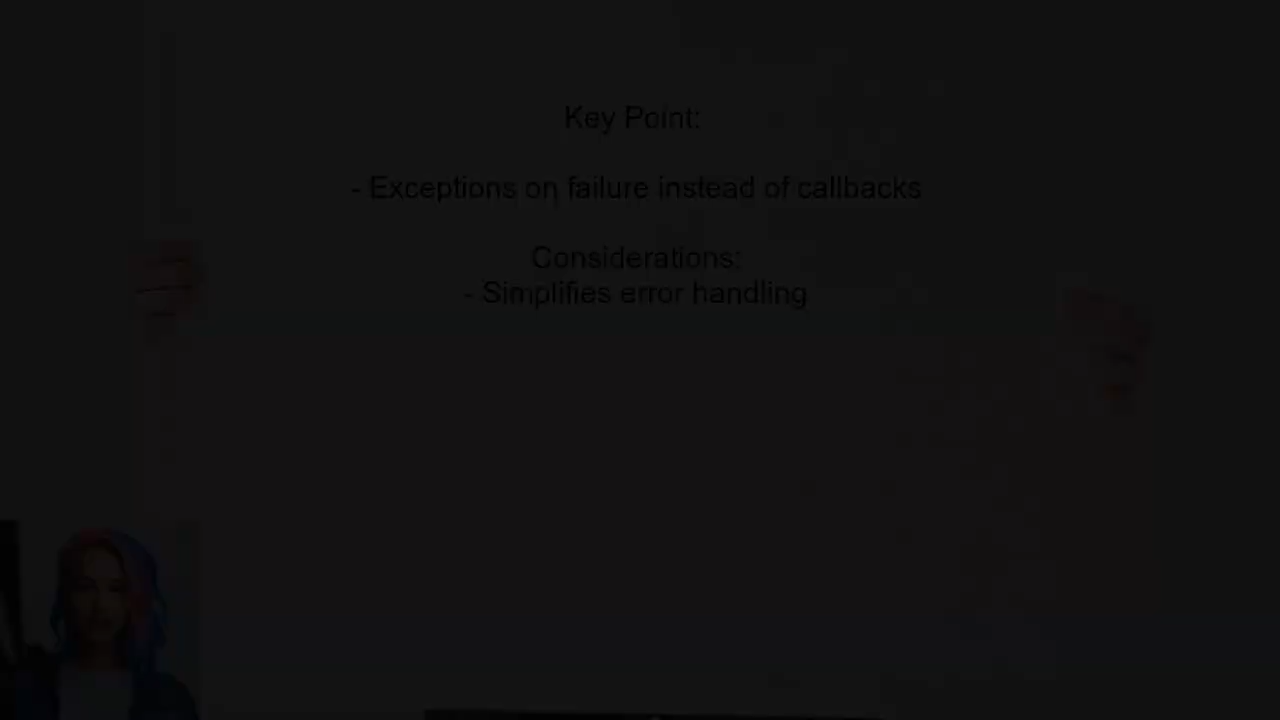 Key Point:
- Exceptions on failure instead of callbacks
Considerations:
- Simplifies error handling